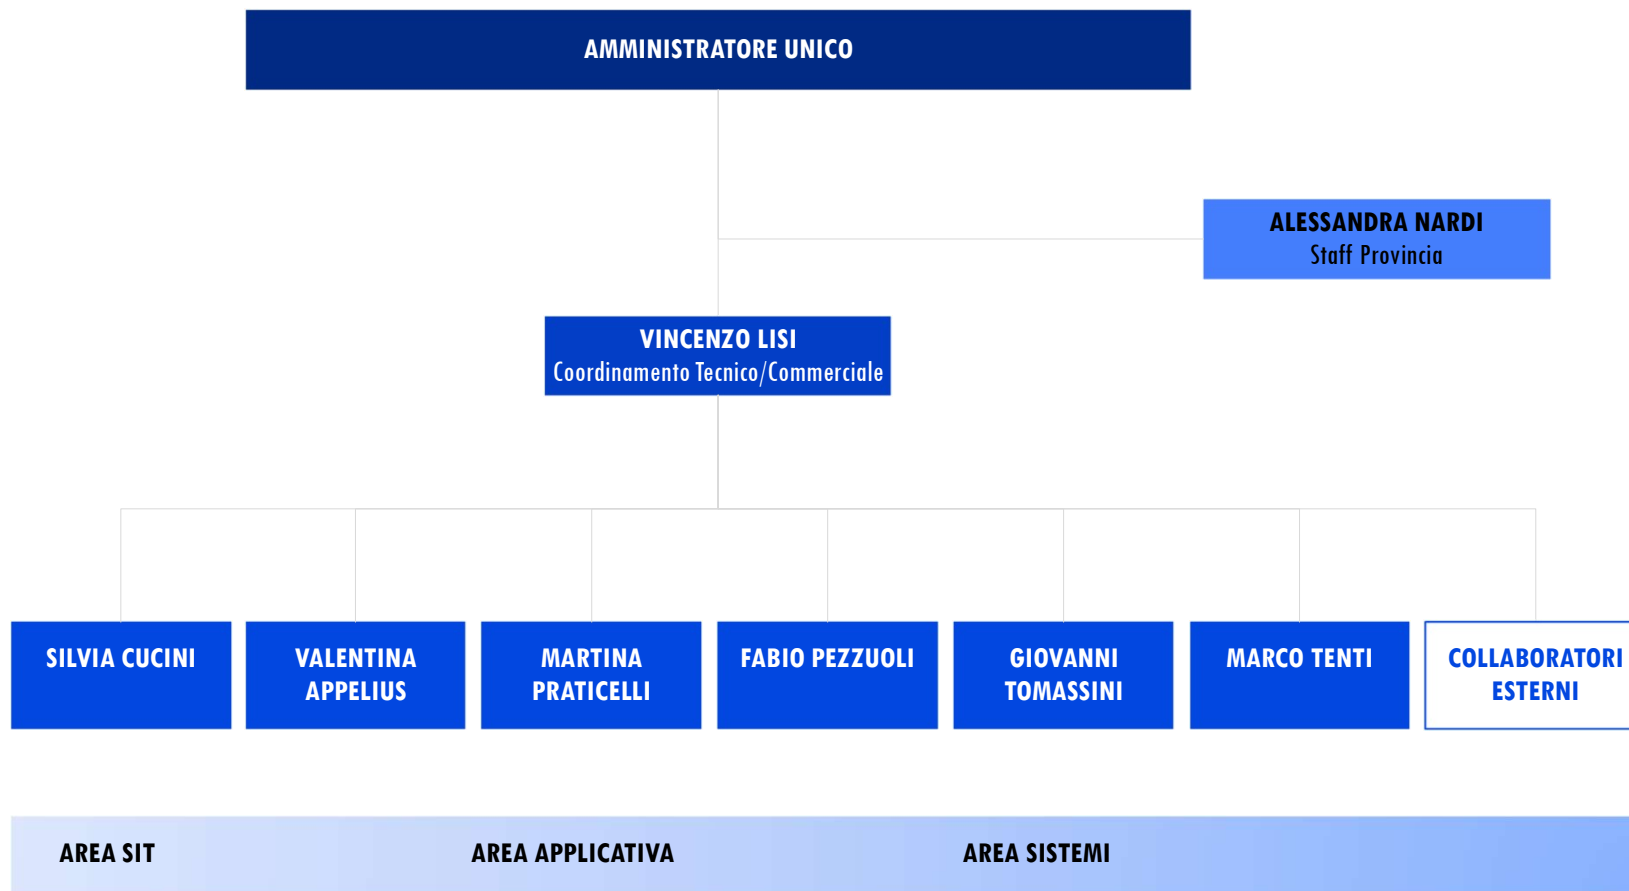 AMMINISTRATORE UNICO
ALESSANDRA NARDI
Staff Provincia
VINCENZO LISI
Coordinamento Tecnico/Commerciale
SILVIA CUCINI
VALENTINA
APPELIUS
MARTINA
PRATICELLI
FABIO PEZZUOLI
GIOVANNI
TOMASSINI
MARCO TENTI
COLLABORATORI
ESTERNI
AREA SIT
AREA APPLICATIVA
AREA SISTEMI